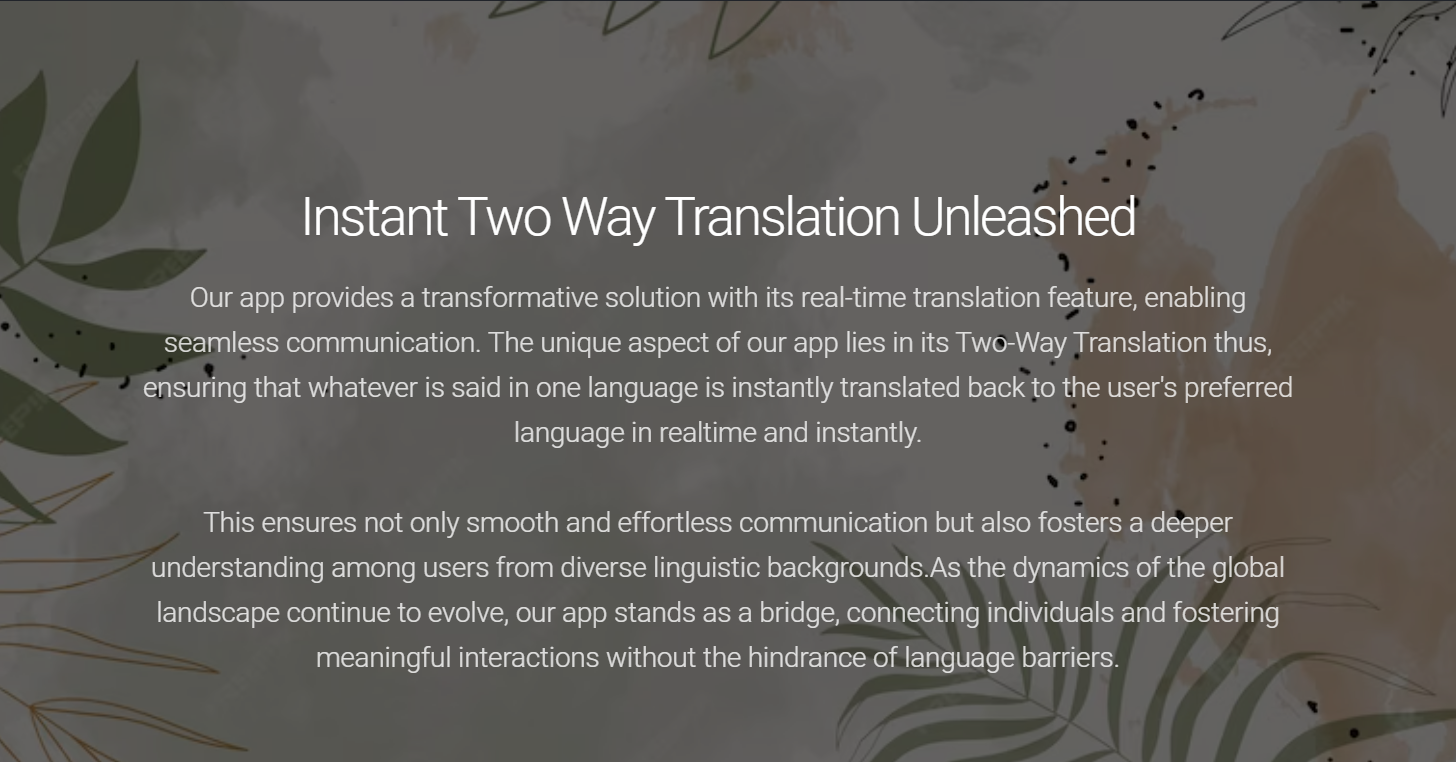 Instant Two Way Translation Unleashed
Our app provides a transformative solution with its real-time translation feature, enabling
seamless communication. The unique aspect of our app lies in its Two-Way Translation thus,
ensuring that whatever is said in one language is instantly translated back to the user's preferred
language in realtime and instantly.
This ensures not only smooth and effortless communication but also fosters a deeper
understanding among users from diverse linguistic backgrounds.As the dynamics of the global
landscape continue to evolve, our app stands as a bridge, connecting individuals and fostering
meaningful interactions without the hindrance of language barriers.